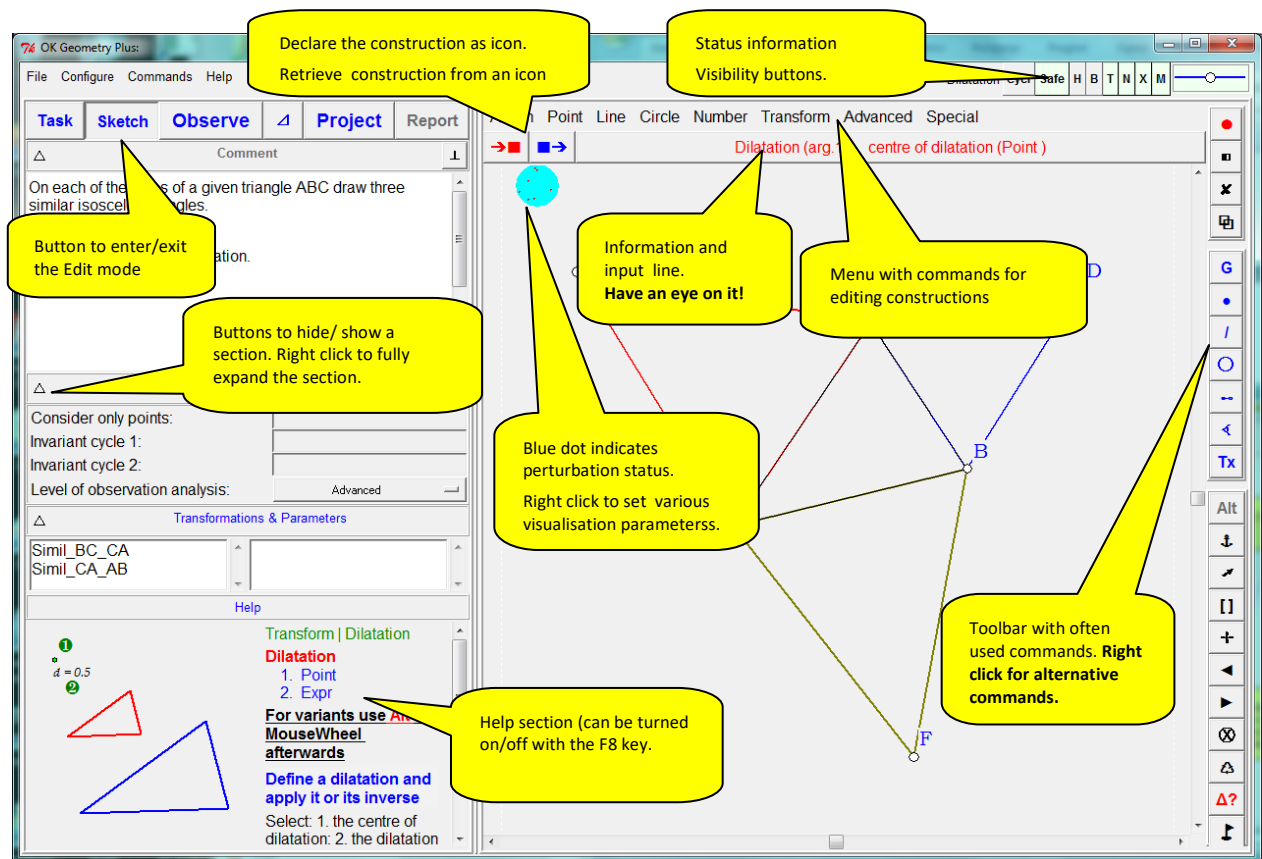 OK Geometry Plus:
Declare the construction as icon.
Retrieve construction from an icon
Status information
Visibility buttons.
File Configure Commands Help
Safe H B T N X M
Task Sketch Observe ⊿ Project Report
Point Line Circle Number Transform Advanced Special
Comment
Dilatation (arg. centre of dilatation (Point )
On each of the of a given triangle ABC draw three
similar
Button to enter/exit
the Edit mode
Information and
input line.
Have an eye on it!
Menu with commands for
editing constructions
D
Buttons to hide/ show a
section. Right click to fully
expand the section.
G
Consider only points:
Invariant cycle 1:
Invariant cycle 2:
Level of observation analysis: Advanced
Blue dot indicates
perturbation status.
Right click to set various
visualisation parameterss.
B
Tx
Transformations & Parameters
Simil_BC_CA
Simil_CA_AB
Alt
[ ]
Toolbar with often
used commands. Right
click for alternative
commands.
Help
Transform | Dilatation
Dilatation
1. Point
2. Expr
For variants use
MouseWheel
afterwards
Define a dilatation and
apply it or its inverse
Select: 1. the centre of
dilatation: 2. the dilatation
1
d = 0.5
2
Help section (can be turned
on/off with the F8 key.
F
Δ?